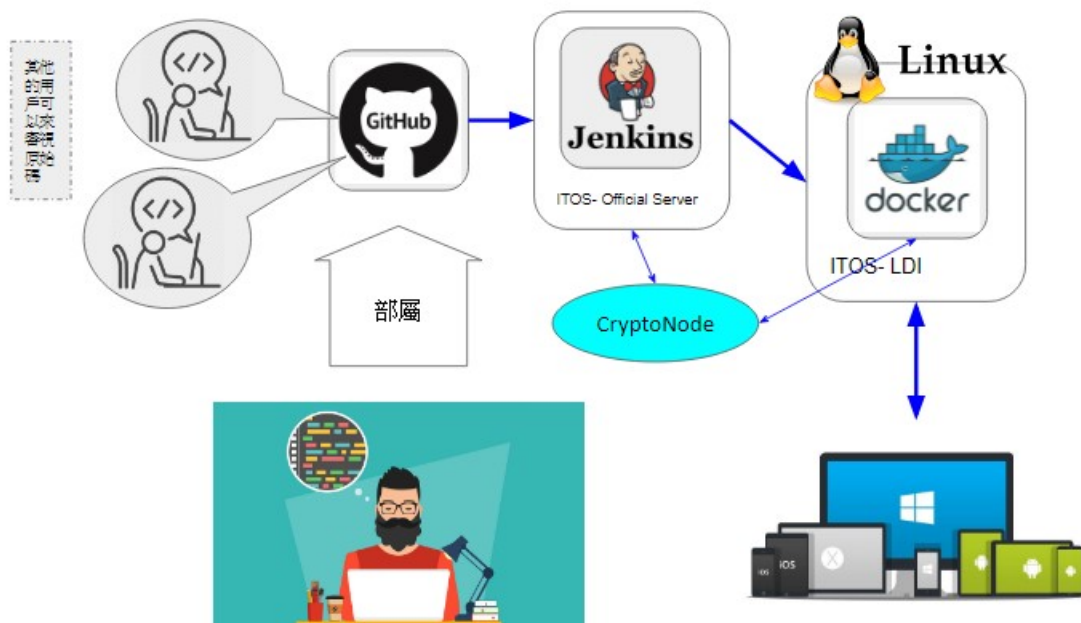 其他
的用
戶可
以來
審視
原始
碼
GitHub
Jenkins
ITOS- Official Server
Linux
docker
ITOS- LDI
部屬
CryptoNode
iOS
iOS
X